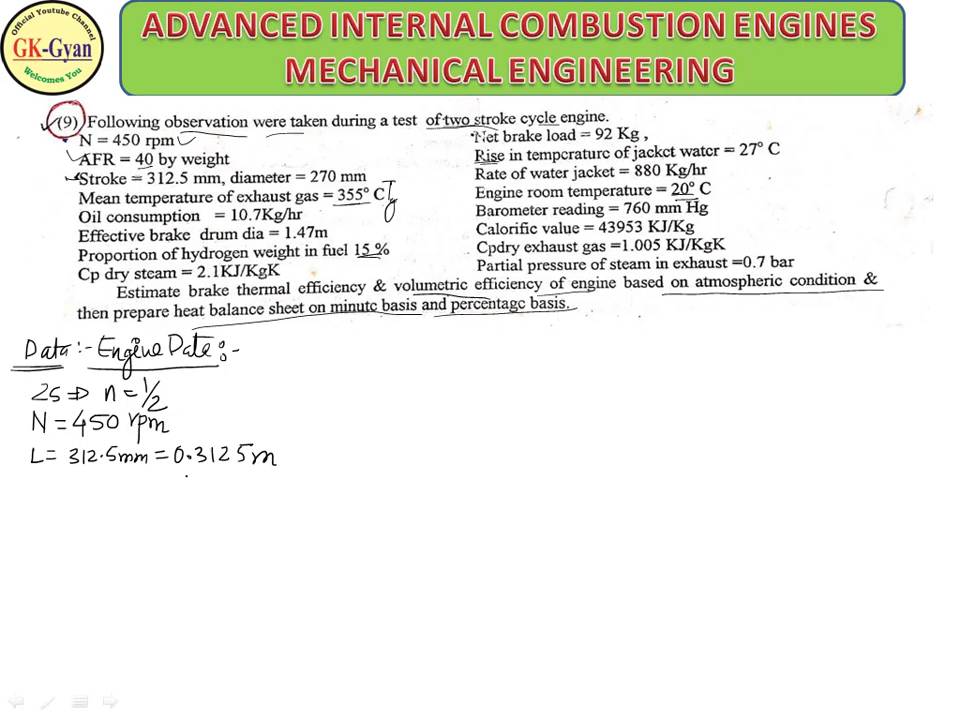 Official Youtube Channel
GK-Gyan
Welcomes You
ADVANCED INTERNAL COMBUSTION ENGINES
MECHANICAL ENGINEERING
(9) Following observation were taken during a test of two stroke cycle engine.
N = 450 rpm
AFR = 40 by weight
Stroke = 312.5 mm, diameter = 270 mm
Mean temperature of exhaust gas = 355° C Tg
Oil consumption = 10.7Kg/hr
Effective brake drum dia = 1.47m
Proportion of hydrogen weight in fuel 15 %
Cp dry steam = 2.1KJ/KgK
Net brake load = 92 Kg ,
Rise in temperature of jacket water = 27° C
Rate of water jacket = 880 Kg/hr
Engine room temperature = 20° C
Barometer reading = 760 mm Hg
Calorific value = 43953 KJ/Kg
Cpdry exhaust gas =1.005 KJ/KgK
Partial pressure of steam in exhaust =0.7 bar
Estimate brake thermal efficiency & volumetric efficiency of engine based on atmospheric condition &
then prepare heat balance sheet on minute basis and percentage basis.
Data :- Engine Date :-
2S ⇒ n = 1/2
N = 450 rpm
L = 312.5mm = 0.3125m